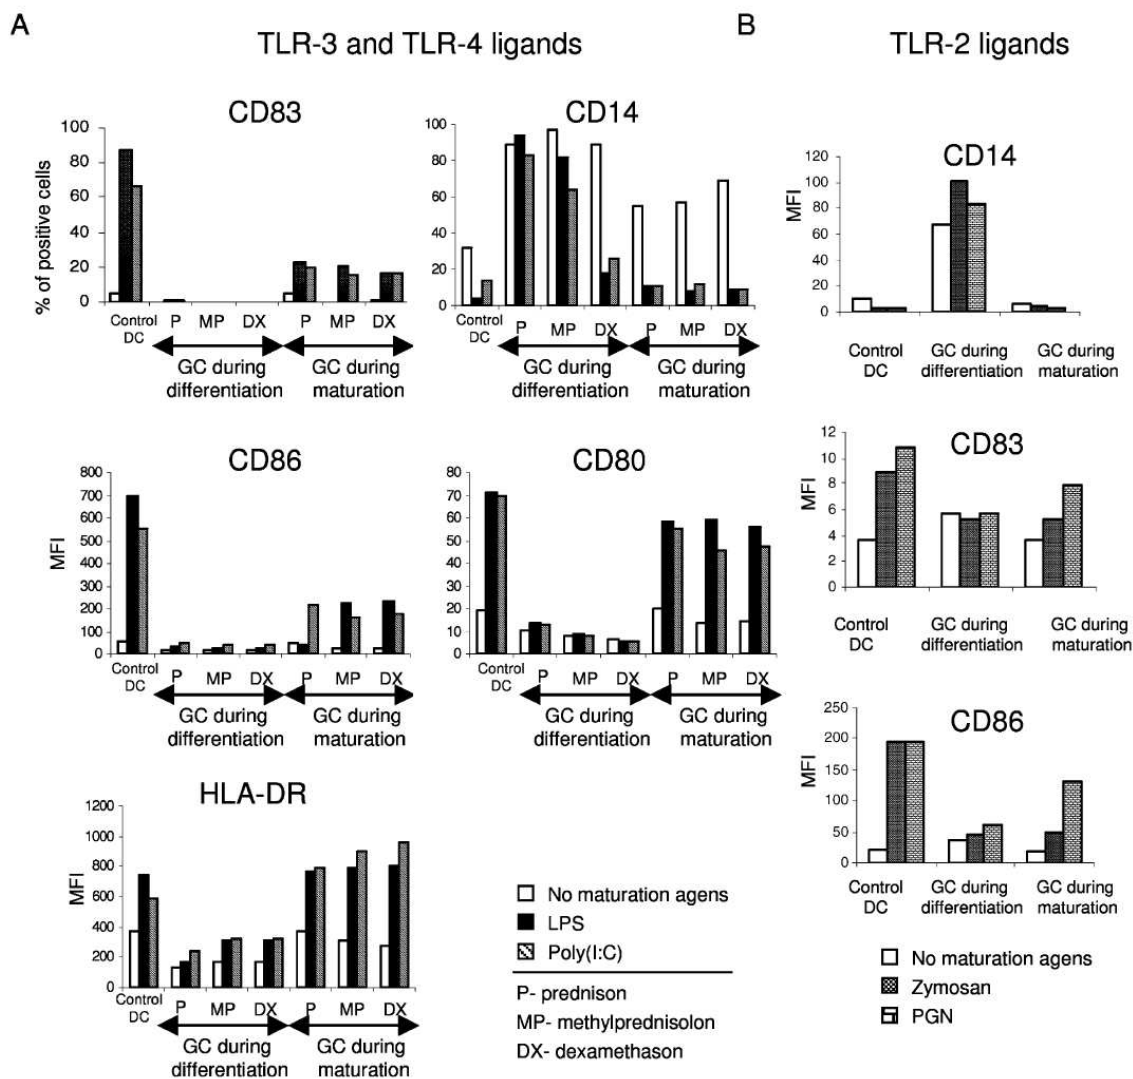 A
TLR-3 and TLR-4 ligands
CD83
% of positive cells
100
80
60
40
20
0
Control DC
P MP DX P MP DX
GC during differentiation
GC during maturation
CD14
100
80
60
40
20
0
Control DC
P MP DX P MP DX
GC during differentiation
GC during maturation
CD86
MFI
800
700
600
500
400
300
200
100
0
Control DC
P MP DX P MP DX
GC during differentiation
GC during maturation
CD80
80
70
60
50
40
30
20
10
0
Control DC
P MP DX P MP DX
GC during differentiation
GC during maturation
HLA-DR
MFI
1200
1000
800
600
400
200
0
Control DC
P MP DX P MP DX
GC during differentiation
GC during maturation
No maturation agens
LPS
Poly(I:C)
P- prednison
MP- methylprednisolon
DX- dexamethason
B
TLR-2 ligands
CD14
MFI
120
100
80
60
40
20
0
Control DC
GC during differentiation
GC during maturation
CD83
MFI
12
10
8
6
4
2
0
Control DC
GC during differentiation
GC during maturation
CD86
MFI
250
200
150
100
50
0
Control DC
GC during differentiation
GC during maturation
No maturation agens
Zymosan
PGN